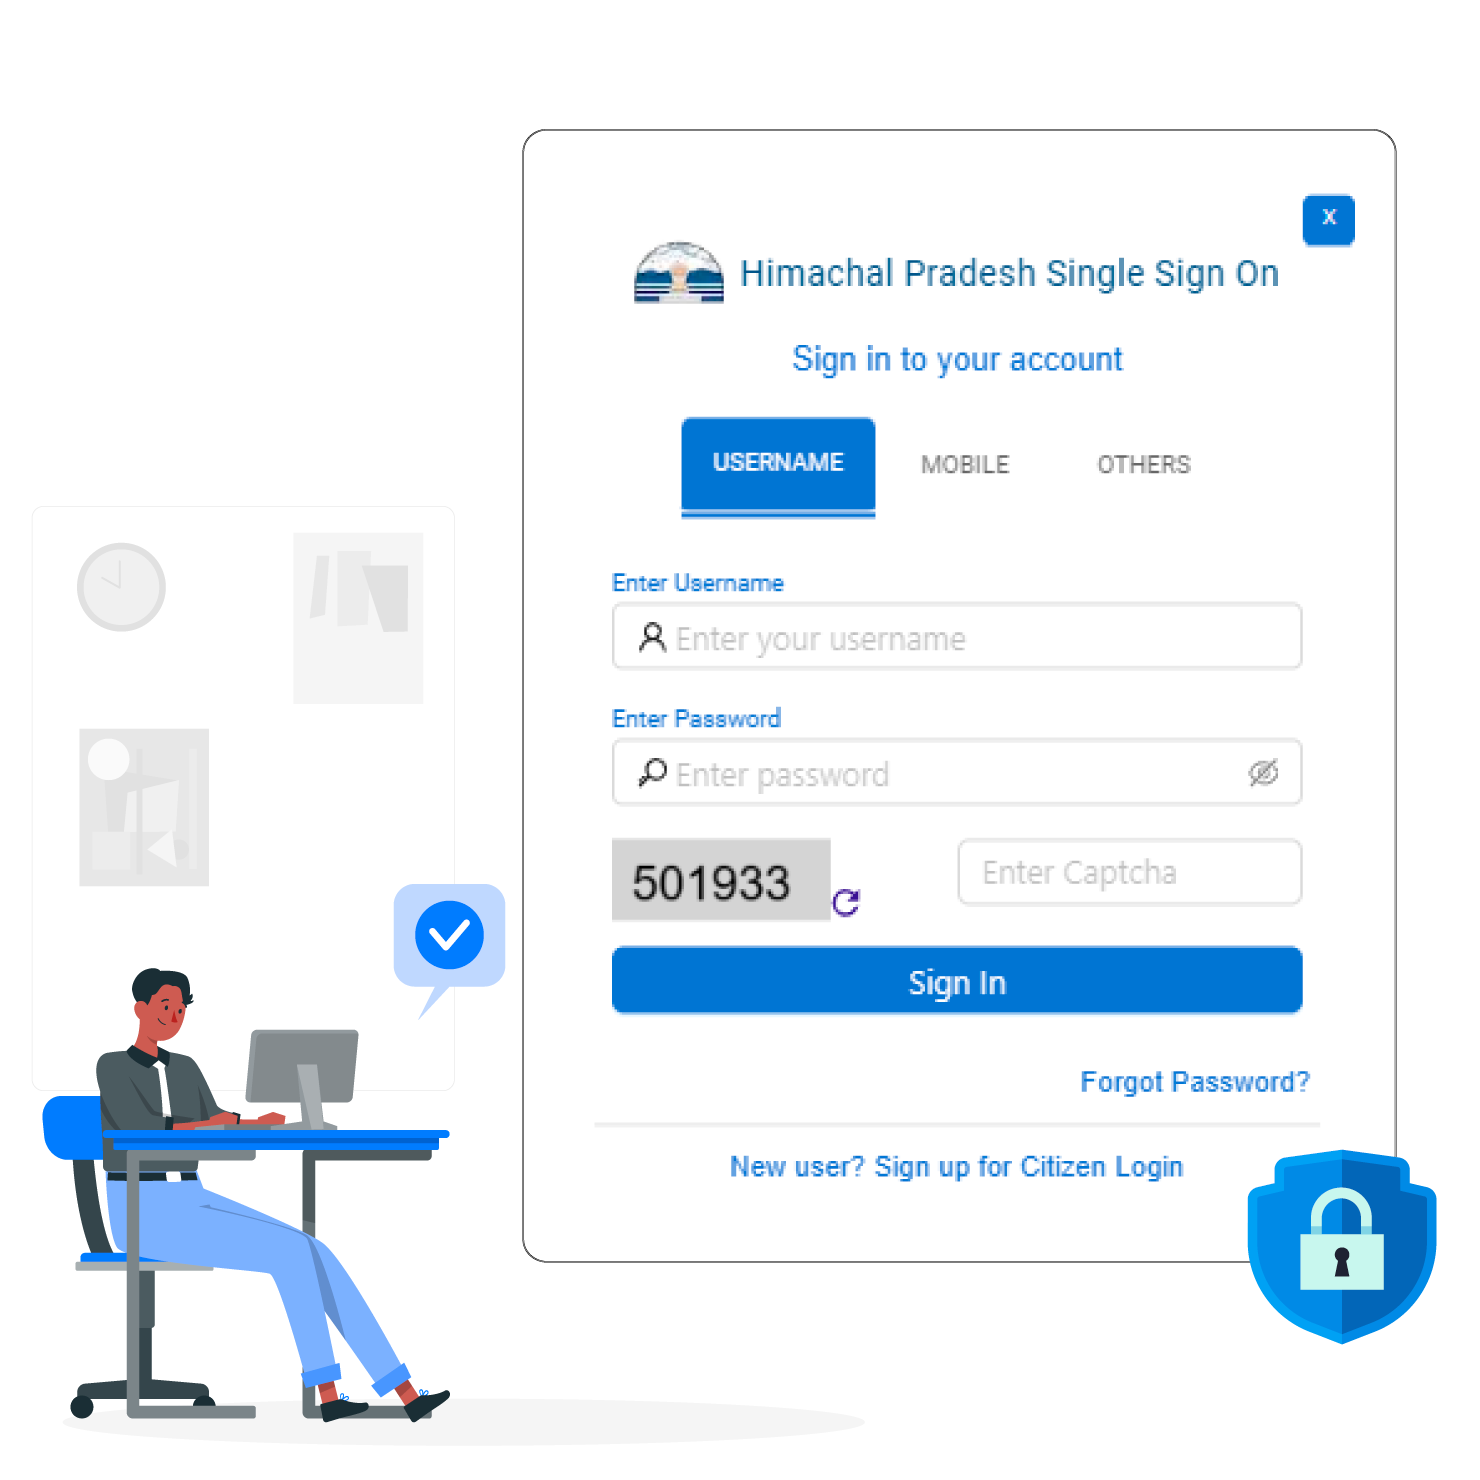 X
Himachal Pradesh Single Sign On
Sign in to your account
USERNAME MOBILE OTHERS
Enter Username
Enter your username
Enter Password
Enter password
501933 Enter Captcha
Sign In
Forgot Password?
New user? Sign up for Citizen Login